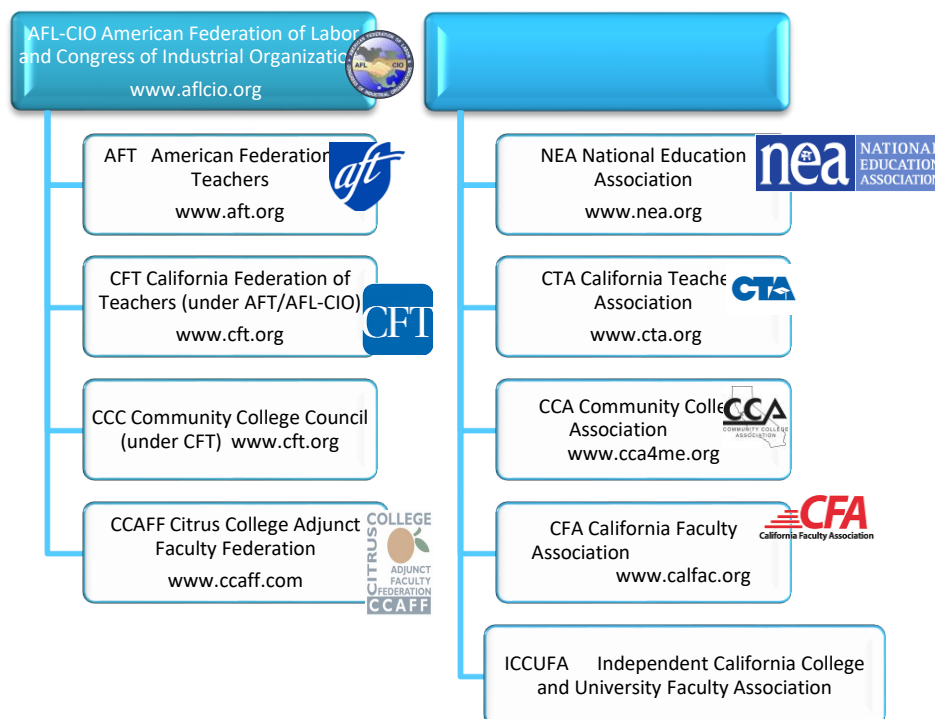 AFL-CIO American Federation of Labor
and Congress of Industrial Organizatio
www.aflcio.org
AFL CIO
AFT American Federation
Teachers
www.aft.org
aft
CFT California Federation of
Teachers (under AFT/AFL-CIO)
www.cft.org
CFT
CCC Community College Council
(under CFT) www.cft.org
CCAFF Citrus College Adjunct
Faculty Federation
www.ccaff.com
CITRUS
COLLEGE
ADJUNCT
FACULTY
FEDERATION
CCAFF
NEA National Education
Association
www.nea.org
nea
NATIONAL
EDUCATION
ASSOCIATION
CTA California Teache
Association
www.cta.org
CTA
CCA Community Colle
Association
www.cca4me.org
CCA
COMMUNITY COLLEGE
ASSOCIATION
CFA California Faculty
Association
www.calfac.org
CFA
California Faculty Association
ICCUFA Independent California College
and University Faculty Association